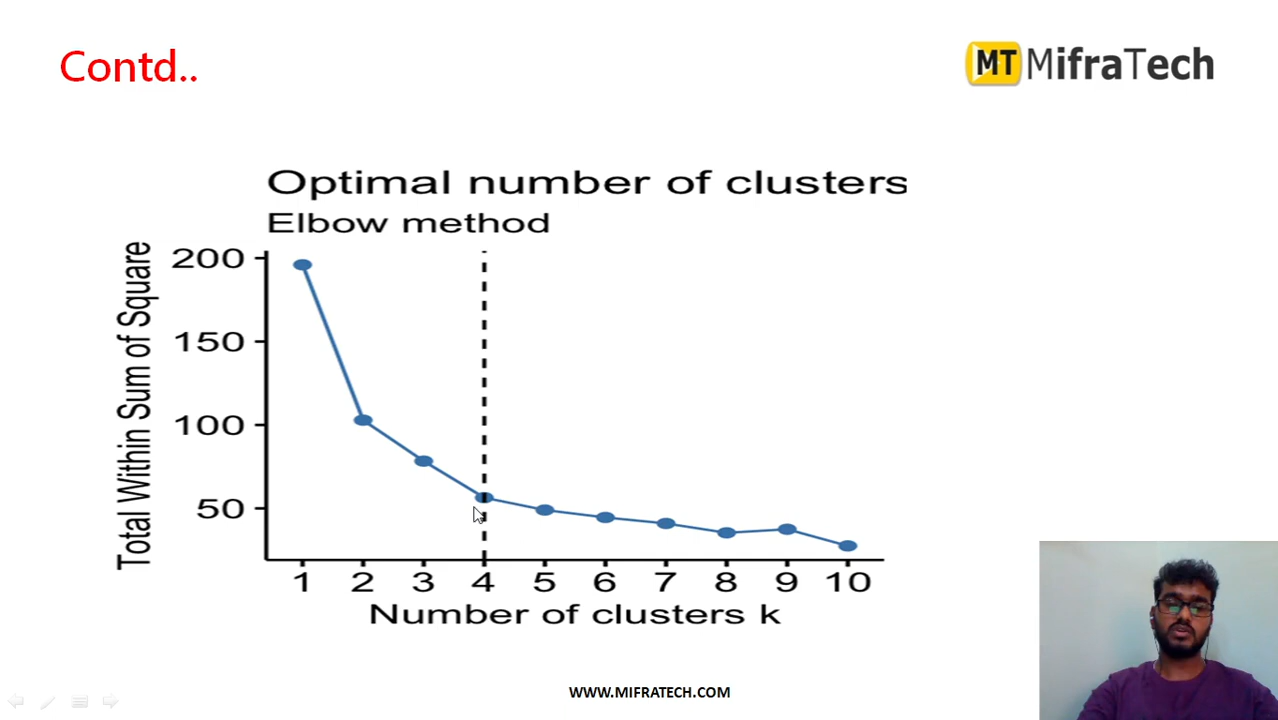 Contd..
MT MifraTech
Optimal number of clusters
Elbow method
Total Within Sum of Square
200
150
100
50
1 2 3 4 5 6 7 8 9 10
Number of clusters k
WWW.MIFRATECH.COM